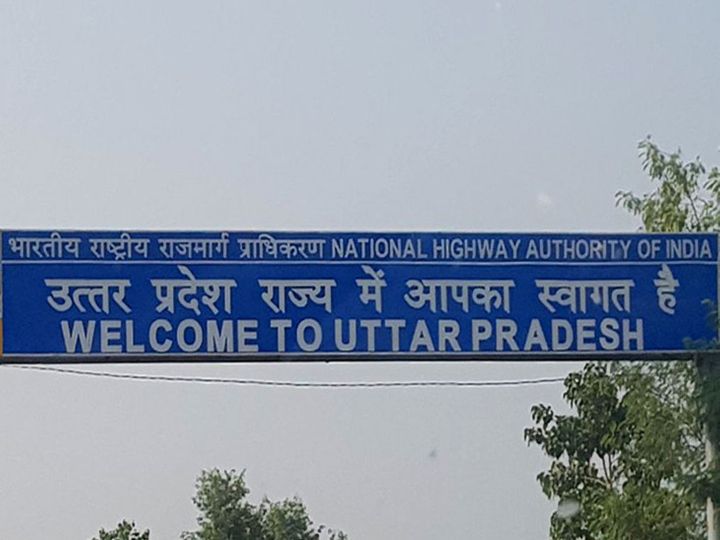 भारतीय राष्ट्रीय राजमार्ग प्राधिकरण NATIONAL HIGHWAY AUTHORITY OF INDIA
उत्तर प्रदेश राज्य में आपका स्वागत है
WELCOME TO UTTAR PRADESH